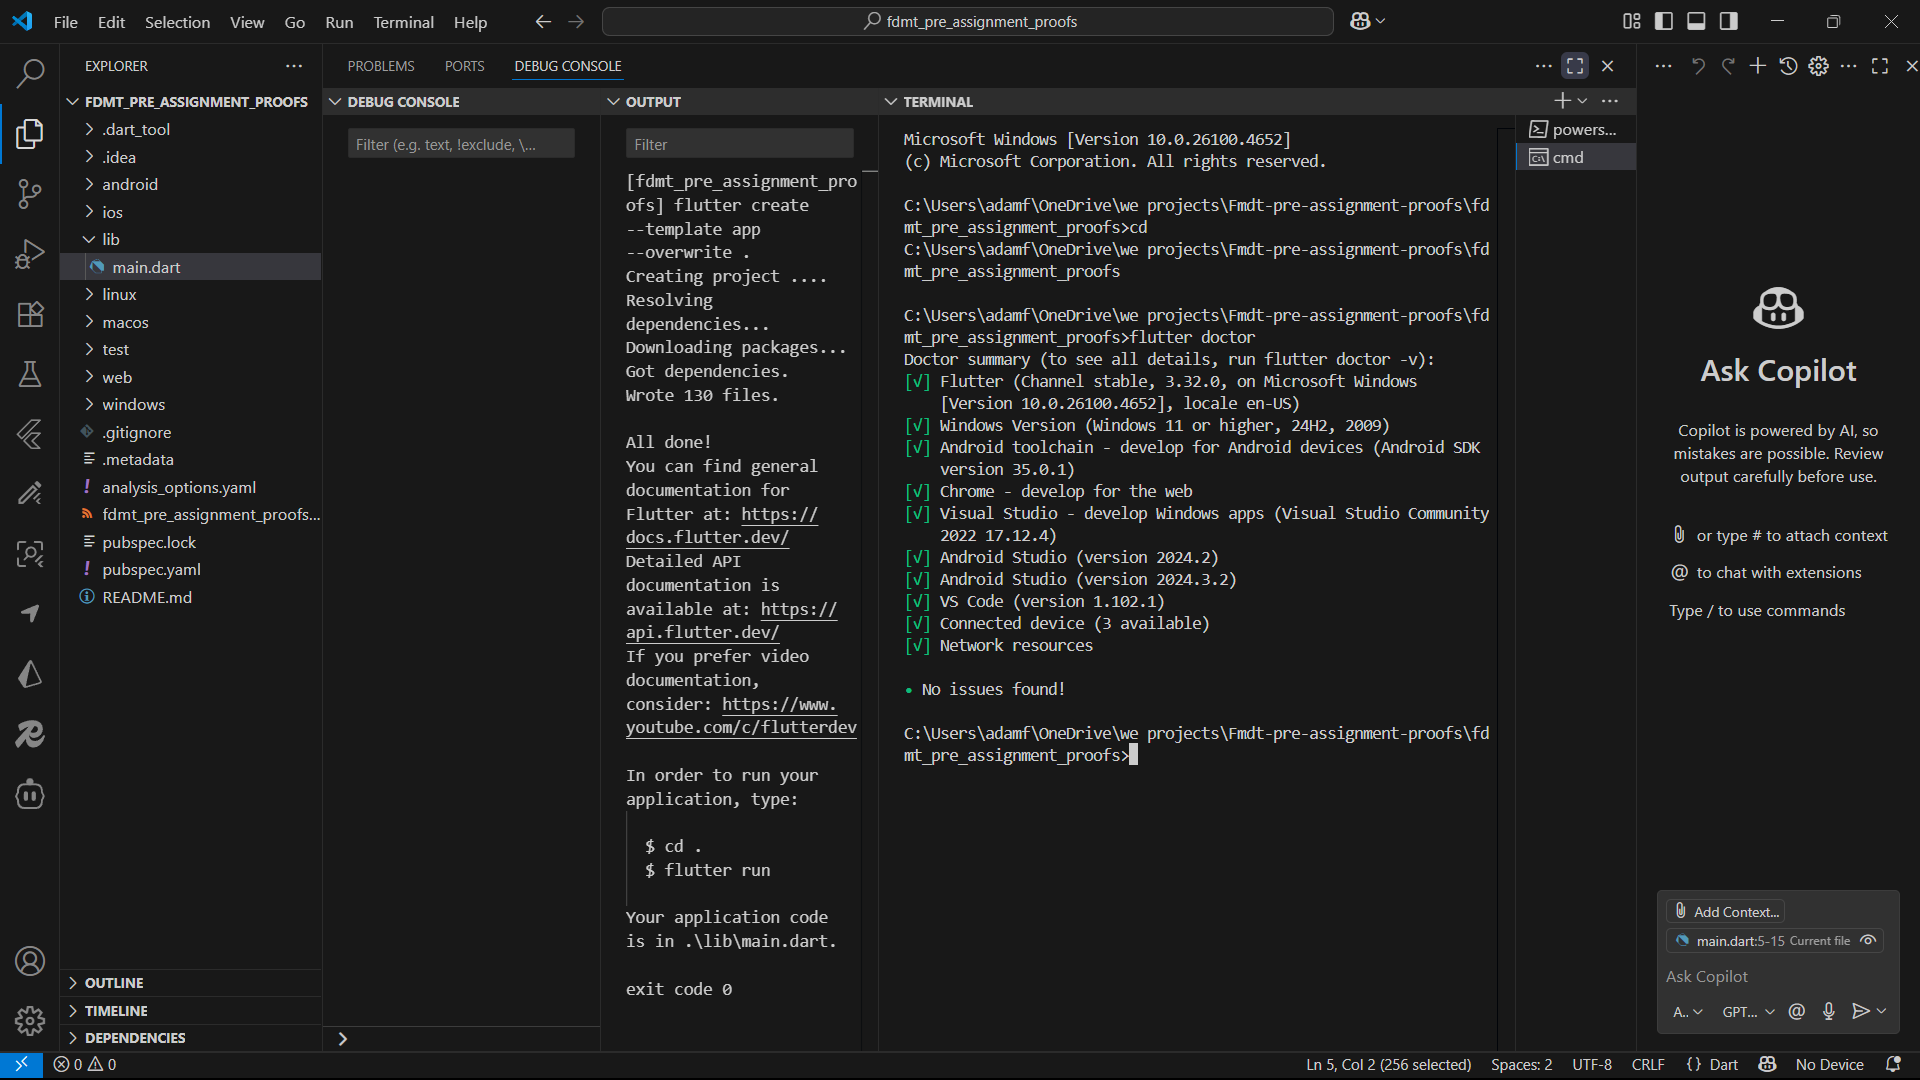 File Edit Selection View Go Run Terminal Help
fdmt_pre_assignment_proofs
EXPLORER
FDMT_PRE_ASSIGNMENT_PROOFS
.dart_tool
.idea
android
ios
lib
main.dart
linux
macos
test
web
windows
.gitignore
.metadata
analysis_options.yaml
fdmt_pre_assignment_proofs...
pubspec.lock
pubspec.yaml
README.md
OUTLINE
TIMELINE
DEPENDENCIES
PROBLEMS PORTS DEBUG CONSOLE
DEBUG CONSOLE
Filter (e.g. text, !exclude, \...
OUTPUT
Filter
[fdmt_pre_assignment_pro
ofs] flutter create
--template app
--overwrite .
Creating project ....
Resolving
dependencies...
Downloading packages...
Got dependencies.
Wrote 130 files.
All done!
You can find general
documentation for
Flutter at: https://
docs.flutter.dev/
Detailed API
documentation is
available at: https://
api.flutter.dev/
If you prefer video
documentation,
consider: https://www.
youtube.com/c/flutterdev
In order to run your
application, type:
$ cd .
$ flutter run
Your application code
is in .\lib\main.dart.
exit code 0
TERMINAL
Microsoft Windows [Version 10.0.26100.4652]
(c) Microsoft Corporation. All rights reserved.
C:\Users\adamf\OneDrive\we projects\Fmdt-pre-assignment-proofs\fd
mt_pre_assignment_proofs>cd
C:\Users\adamf\OneDrive\we projects\Fmdt-pre-assignment-proofs\fd
mt_pre_assignment_proofs
C:\Users\adamf\OneDrive\we projects\Fmdt-pre-assignment-proofs\fd
mt_pre_assignment_proofs>flutter doctor
Doctor summary (to see all details, run flutter doctor -v):
[√] Flutter (Channel stable, 3.32.0, on Microsoft Windows
[Version 10.0.26100.4652], locale en-US)
[√] Windows Version (Windows 11 or higher, 24H2, 2009)
[√] Android toolchain - develop for Android devices (Android SDK
version 35.0.1)
[√] Chrome - develop for the web
[√] Visual Studio - develop Windows apps (Visual Studio Community
2022 17.12.4)
[√] Android Studio (version 2024.2)
[√] Android Studio (version 2024.3.2)
[√] VS Code (version 1.102.1)
[√] Connected device (3 available)
[√] Network resources
• No issues found!
C:\Users\adamf\OneDrive\we projects\Fmdt-pre-assignment-proofs\fd
mt_pre_assignment_proofs>
powers...
cmd
Ask Copilot
Copilot is powered by AI, so
mistakes are possible. Review
output carefully before use.
or type # to attach context
@ to chat with extensions
Type / to use commands
Add Context...
main.dart:5-15 Current file
Ask Copilot
A.. GPT... @
0 0
Ln 5, Col 2 (256 selected) Spaces: 2 UTF-8 CRLF {} Dart No Device